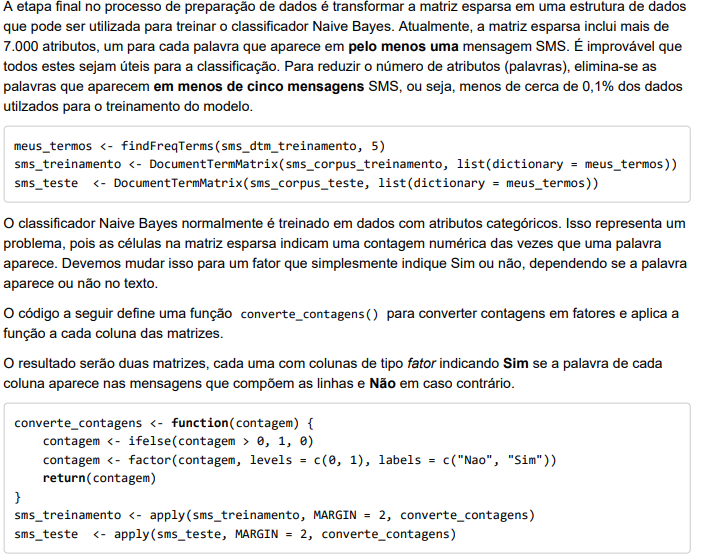 A etapa final no processo de preparação de dados é transformar a matriz esparsa em uma estrutura de dados
que pode ser utilizada para treinar o classificador Naive Bayes. Atualmente, a matriz esparsa inclui mais de
7.000 atributos, um para cada palavra que aparece em pelo menos uma mensagem SMS. É improvável que
todos estes sejam úteis para a classificação. Para reduzir o número de atributos (palavras), elimina-se as
palavras que aparecem em menos de cinco mensagens SMS, ou seja, menos de cerca de 0,1% dos dados
utilzados para o treinamento do modelo.
meus_termos <- findFreqTerms(sms_dtm_treinamento, 5)
sms_treinamento <- DocumentTermMatrix(sms_corpus_treinamento, list(dictionary = meus_termos))
sms_teste  <- DocumentTermMatrix(sms_corpus_teste, list(dictionary = meus_termos))
O classificador Naive Bayes normalmente é treinado em dados com atributos categóricos. Isso representa um
problema, pois as células na matriz esparsa indicam uma contagem numérica das vezes que uma palavra
aparece. Devemos mudar isso para um fator que simplesmente indique Sim ou não, dependendo se a palavra
aparece ou não no texto.
O código a seguir define uma função converte_contagens() para converter contagens em fatores e aplica a
função a cada coluna das matrizes.
O resultado serão duas matrizes, cada uma com colunas de tipo fator indicando Sim se a palavra de cada
coluna aparece nas mensagens que compõem as linhas e Não em caso contrário.
converte_contagens <- function(contagem) {
    contagem <- ifelse(contagem > 0, 1, 0)
    contagem <- factor(contagem, levels = c(0, 1), labels = c("Nao", "Sim"))
    return(contagem)
}
sms_treinamento <- apply(sms_treinamento, MARGIN = 2, converte_contagens)
sms_teste  <- apply(sms_teste, MARGIN = 2, converte_contagens)